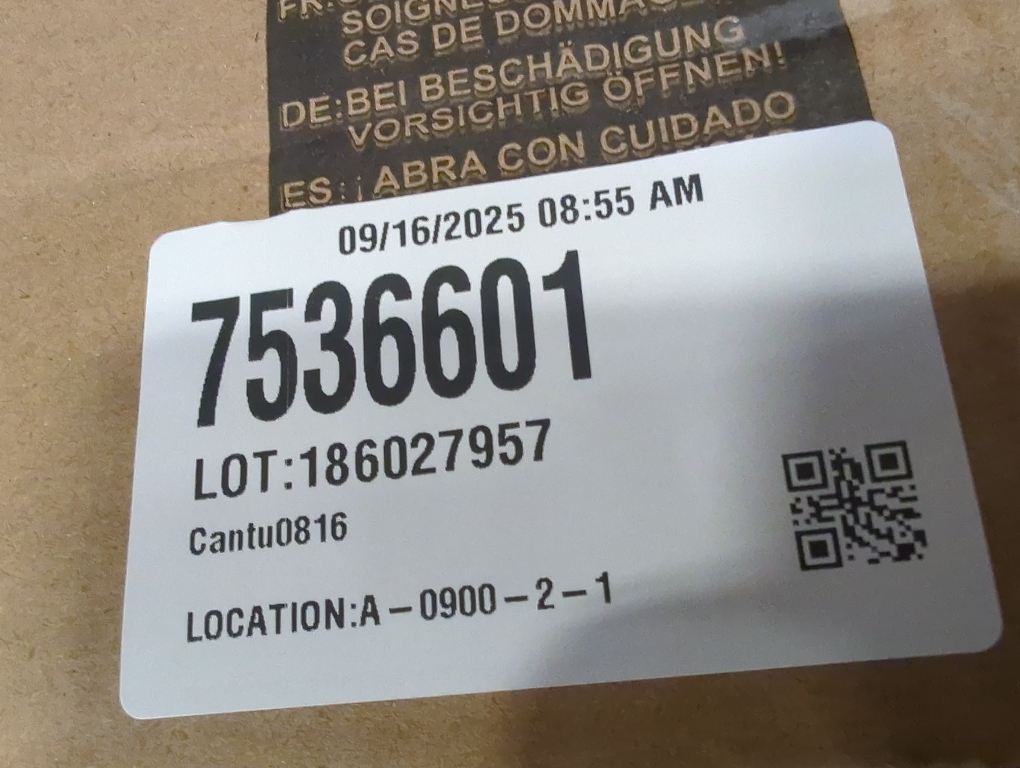 CAS DE DOMMA
DE:BEI BESCHÄDIGUNG
VORSICHTIG ÖFFNEN!
ES:¡ABRA CON CUIDADO
09/16/2025 08:55 AM
7536601
LOT:186027957
Cantu0816
LOCATION:A-0900-2-1